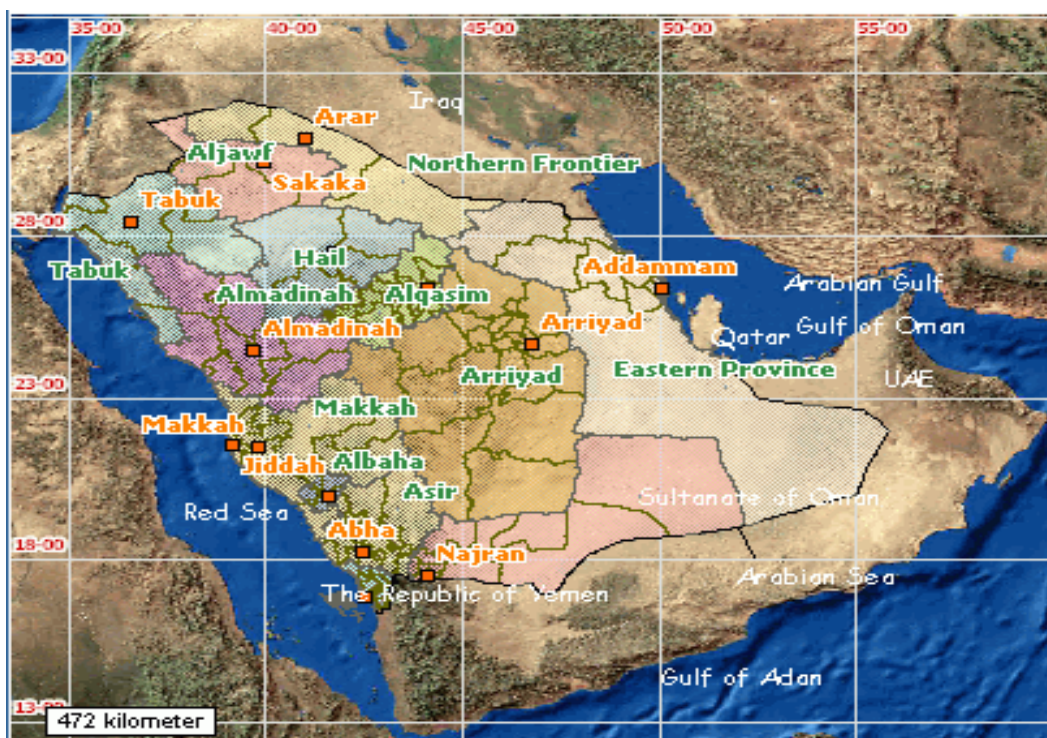 35-00 40-00 45-00 50-00 55-00
33-00
Iraq
Arar
Aljawf
Northern Frontier
Sakaka
Tabuk
28-00
Hail
Tabuk
Addammam
Almadinah Alqasim
Arabian Gulf
Almadinah
Arriyad
Qatar
Gulf of Oman
Arriyad
Eastern Province
UAE
23-00
Makkah
Makkah
Jiddah
Albaha
Asir
Sultanate of Oman
Red Sea
Abha
18-00
Najran
Arabian Sea
The Republic of Yemen
Gulf of Adan
13-00
472 kilometer